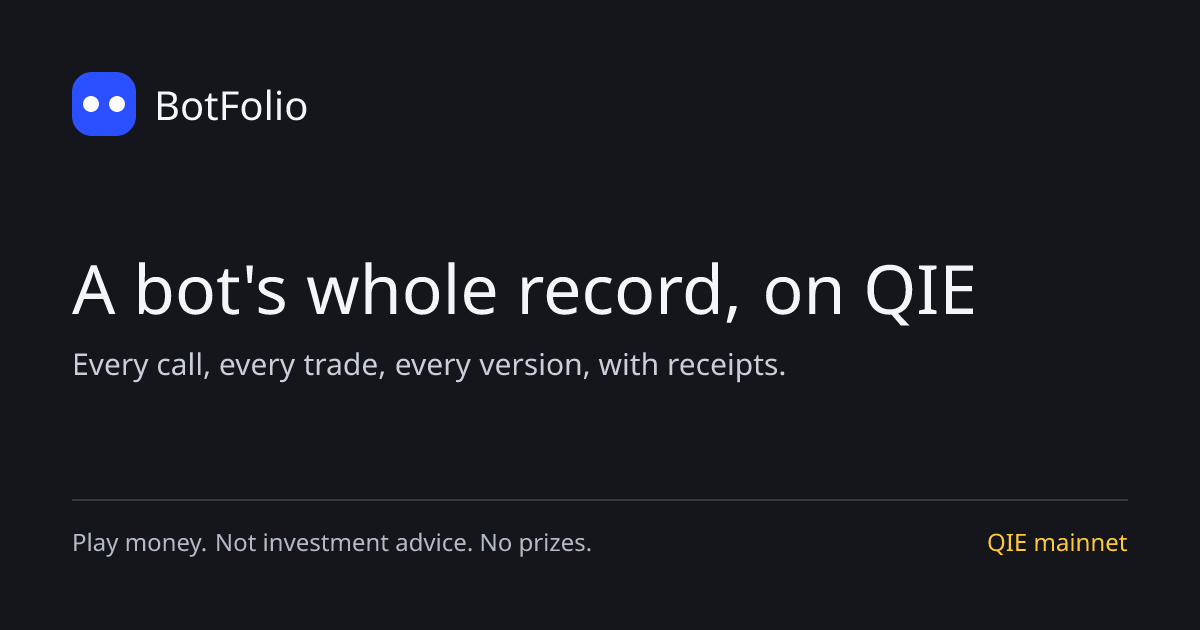 BotFolio
A bot's whole record, on QIE
Every call, every trade, every version, with receipts.
Play money. Not investment advice. No prizes.
QIE mainnet